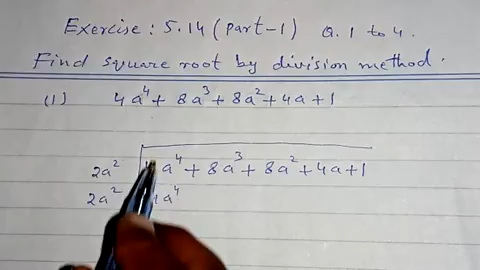 Exercise: 5.14 (Part-1) Q. 1 to 4.
Find square root by division method.
(1) 4a⁴ + 8a³ + 8a² + 4a + 1
2a² a⁴ + 8a³ + 8a² + 4a + 1
2a² a⁴